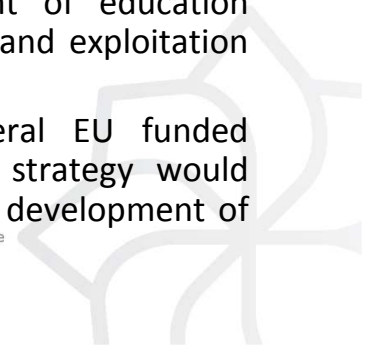 nt of education
and exploitation
eral EU funded
strategy would
development of
e